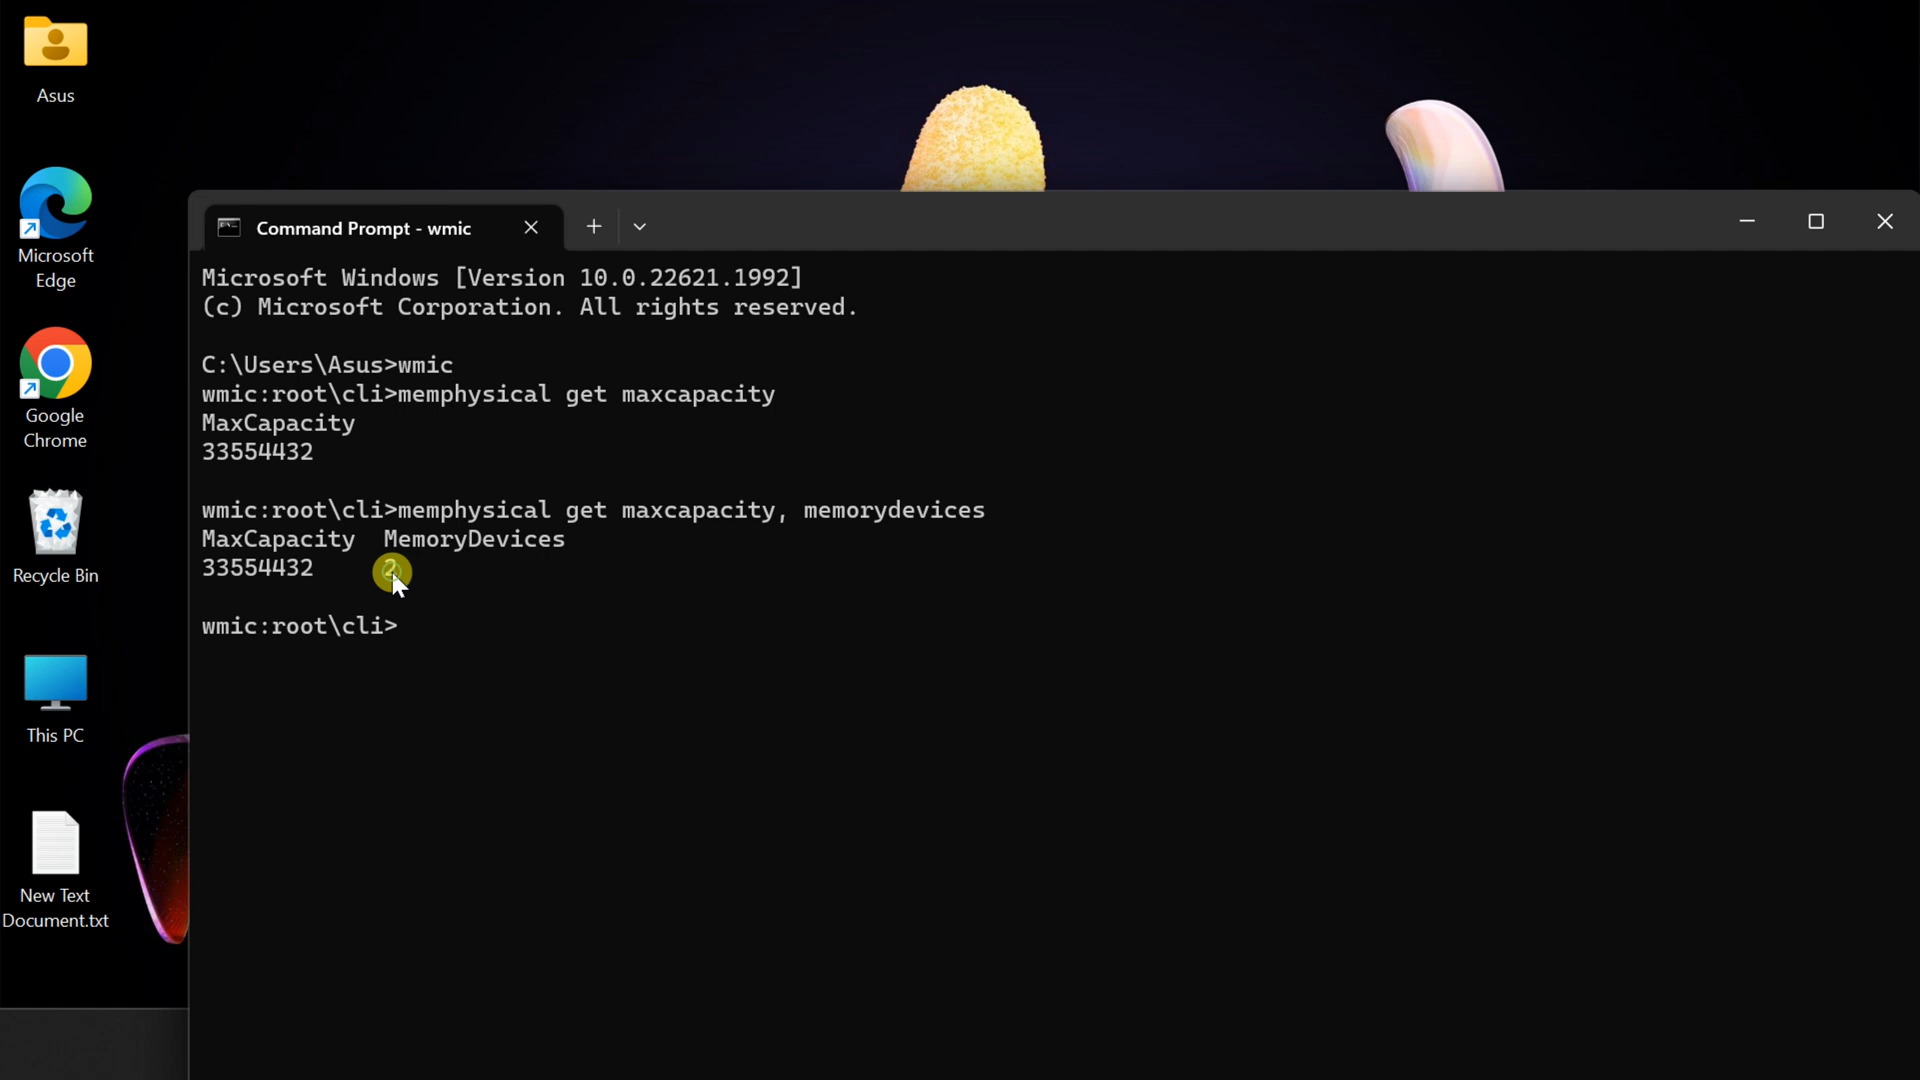 Asus
Microsoft
Edge
Google
Chrome
Recycle Bin
This PC
New Text
Document.txt
Command Prompt - wmic
Microsoft Windows [Version 10.0.22621.1992]
(c) Microsoft Corporation. All rights reserved.
C:\Users\Asus>wmic
wmic:root\cli>memphysical get maxcapacity
MaxCapacity
33554432
wmic:root\cli>memphysical get maxcapacity, memorydevices
MaxCapacity  MemoryDevices
33554432     2
wmic:root\cli>